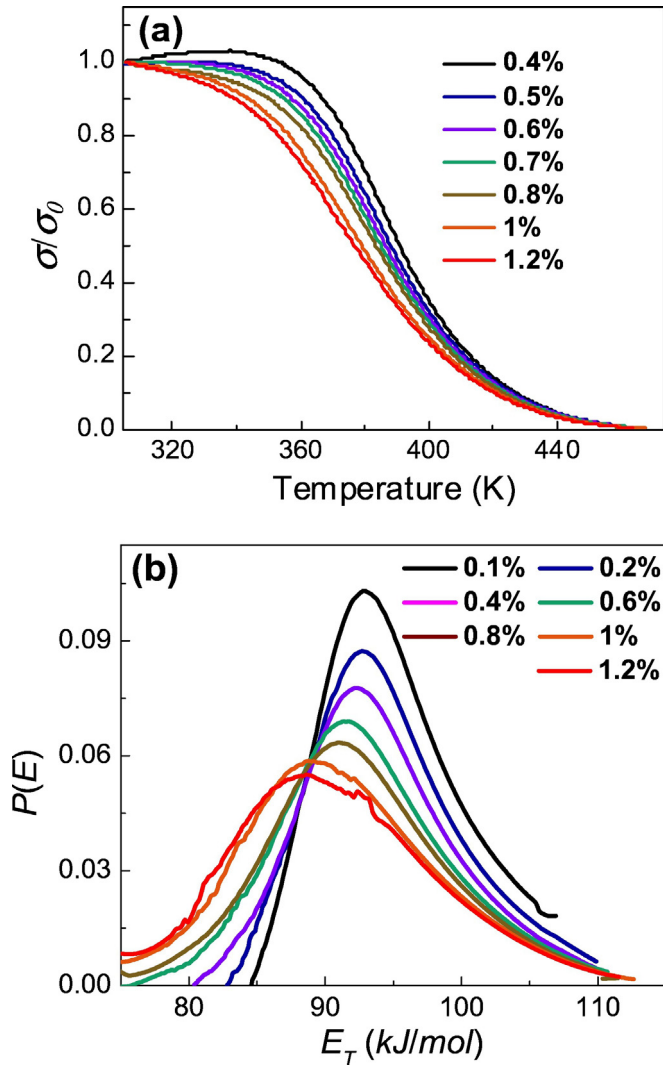 (a)
1.0
0.8
0.6
0.4
0.2
0.0
σ/σ0
0.4%
0.5%
0.6%
0.7%
0.8%
1%
1.2%
320 360 400 440
Temperature (K)
(b)
0.09
0.06
0.03
0.00
P(E)
0.1% 0.2%
0.4% 0.6%
0.8% 1%
1.2%
80 90 100 110
ET (kJ/mol)